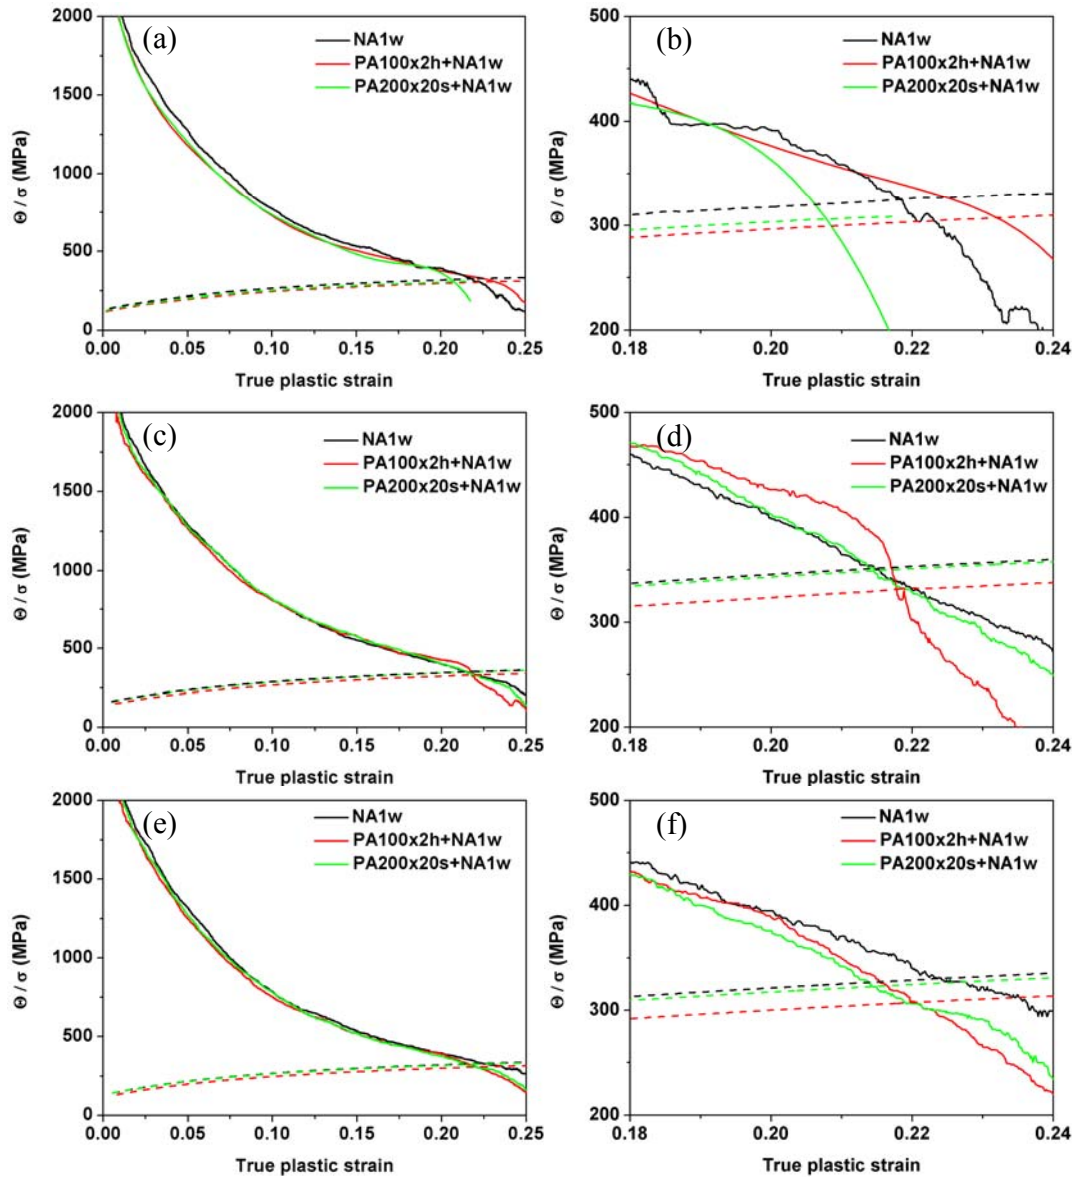 (a)
NA1w
PA100x2h+NA1w
PA200x20s+NA1w
Θ / σ (MPa)
2000
1500
1000
500
0
0.00 0.05 0.10 0.15 0.20 0.25
True plastic strain
(b)
NA1w
PA100x2h+NA1w
PA200x20s+NA1w
Θ / σ (MPa)
500
400
300
200
0.18 0.20 0.22 0.24
True plastic strain
(c)
NA1w
PA100x2h+NA1w
PA200x20s+NA1w
Θ / σ (MPa)
2000
1500
1000
500
0
0.00 0.05 0.10 0.15 0.20 0.25
True plastic strain
(d)
NA1w
PA100x2h+NA1w
PA200x20s+NA1w
Θ / σ (MPa)
500
400
300
200
0.18 0.20 0.22 0.24
True plastic strain
(e)
NA1w
PA100x2h+NA1w
PA200x20s+NA1w
Θ / σ (MPa)
2000
1500
1000
500
0
0.00 0.05 0.10 0.15 0.20 0.25
True plastic strain
(f)
NA1w
PA100x2h+NA1w
PA200x20s+NA1w
Θ / σ (MPa)
500
400
300
200
0.18 0.20 0.22 0.24
True plastic strain